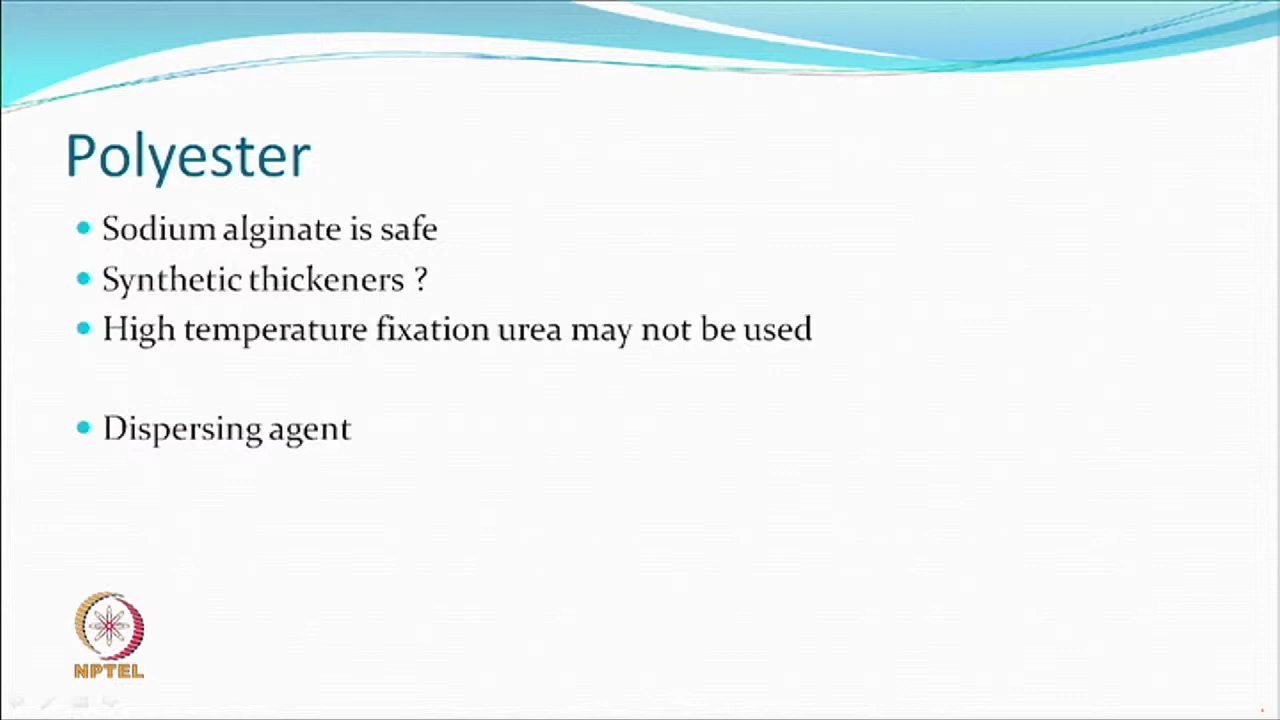 Polyester
Sodium alginate is safe
Synthetic thickeners ?
High temperature fixation urea may not be used
Dispersing agent
NPTEL